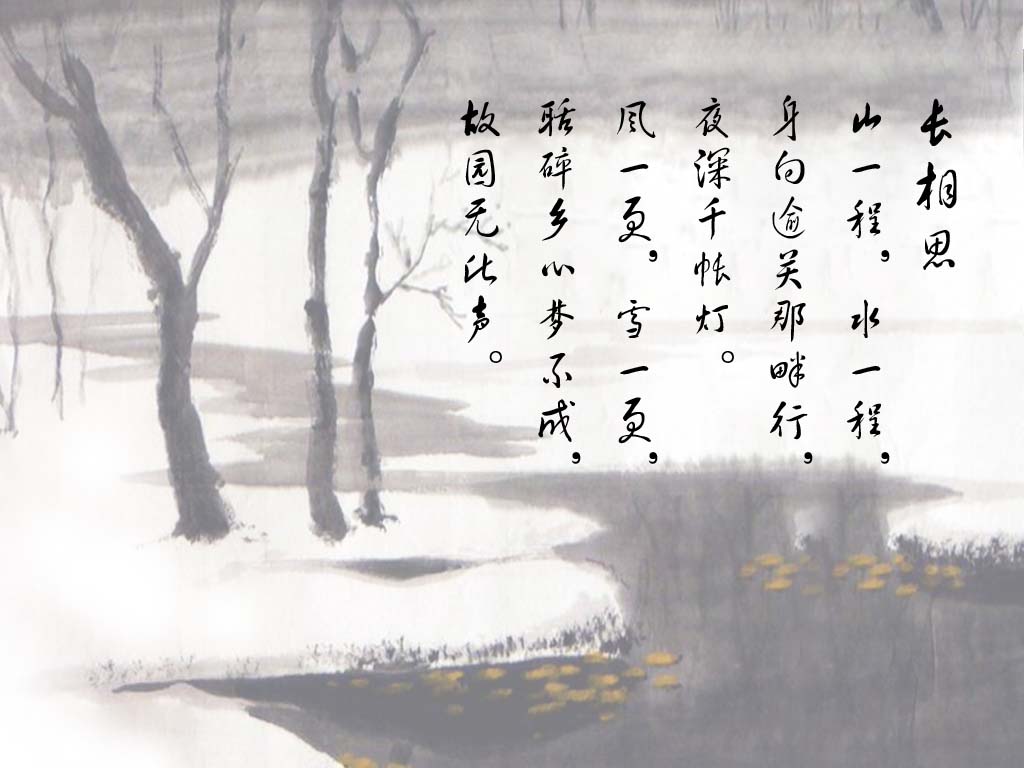 长相思
山一程，水一程，
身向逾关那畔行，
夜深千帐灯。
风一更，雪一更，
聒碎乡心梦不成，
故园无此声。